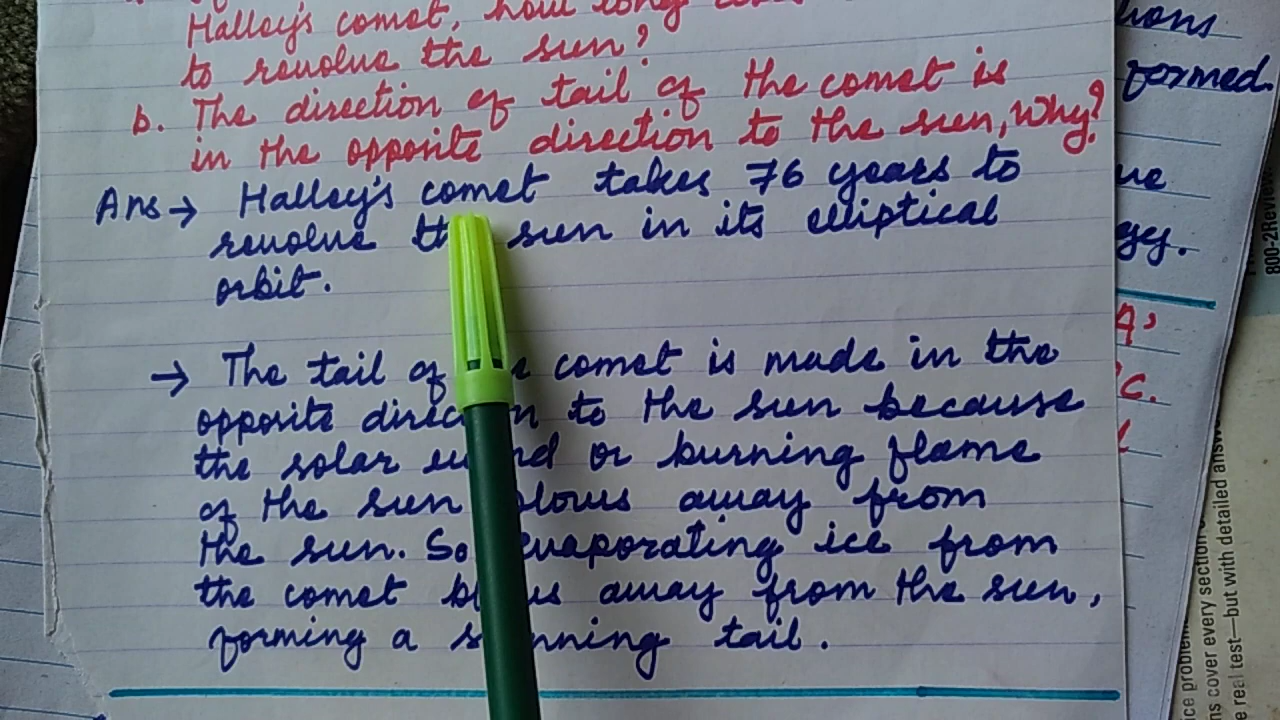 Halley's comet, how long
to revolve the sun?
b. The direction of tail of the comet is
in the opposite direction to the sun, Why?
Ans → Halley's comet takes 76 years to
revolve sun in its elliptical
orbit.
→ The tail of comet is made in the
opposite to the sun because
the solar or burning flame
of the sun away from
the sun. So evaporating ice from
the comet away from the sun,
forming a tail.
ions
formed.
ue
gy.
A,
C.
800-2Review
ce problem
ns cover every section
e real test—but with detailed answ